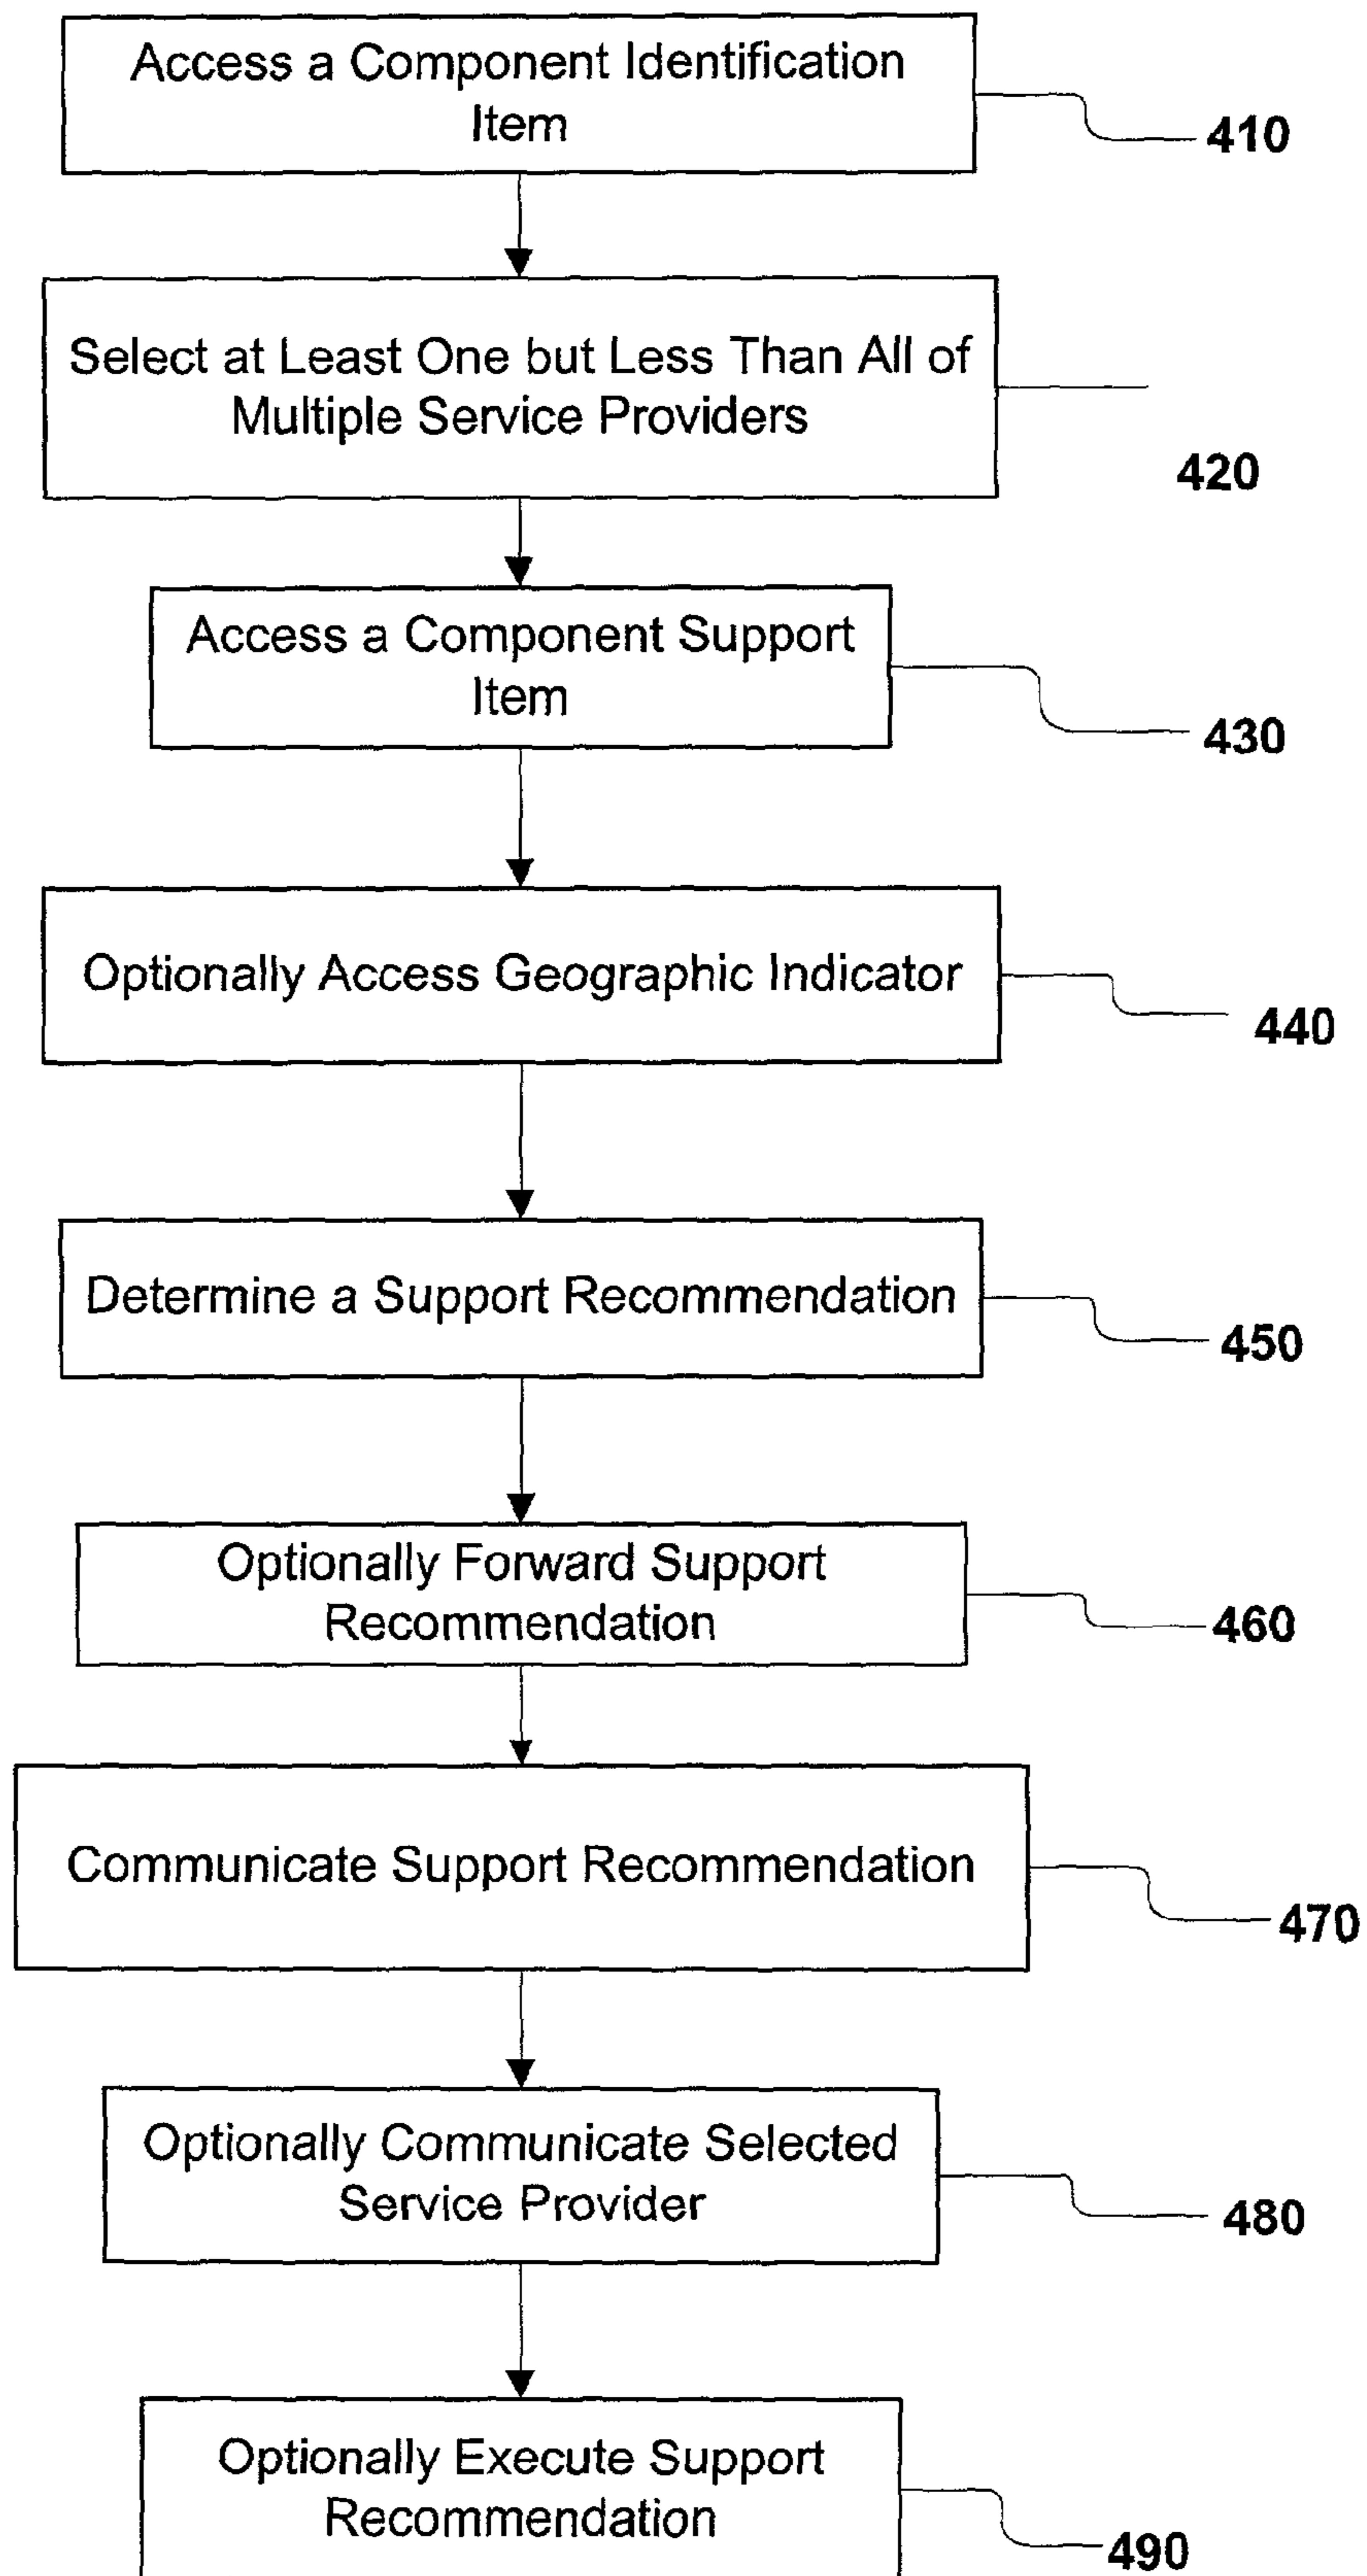 Access a Component Identification
Item
410
Select at Least One but Less Than All of
Multiple Service Providers
420
Access a Component Support
Item
430
Optionally Access Geographic Indicator
440
Determine a Support Recommendation
450
Optionally Forward Support
Recommendation
460
Communicate Support Recommendation
470
Optionally Communicate Selected
Service Provider
480
Optionally Execute Support
Recommendation
490